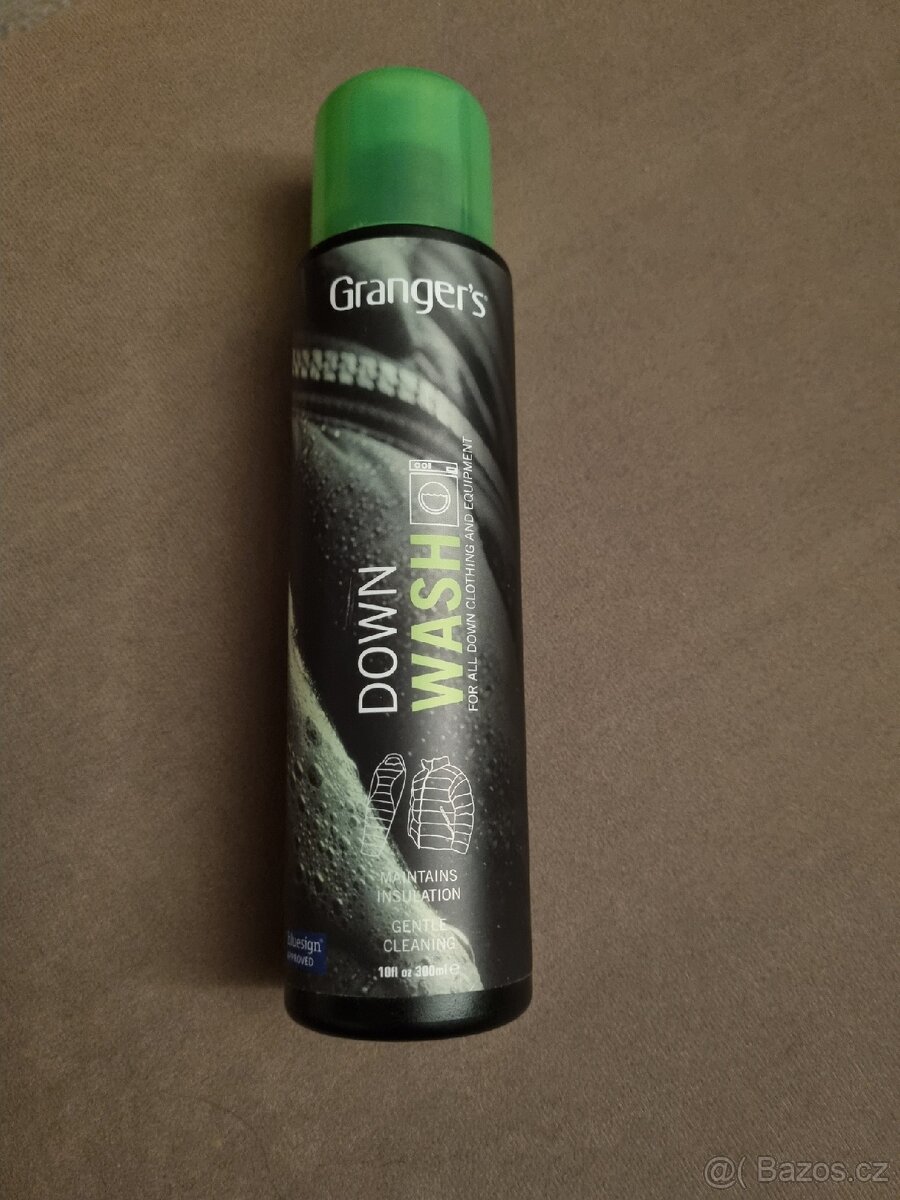 Granger's
DOWN
WASH
FOR ALL DOWN CLOTHING AND EQUIPMENT
MAINTAINS
INSULATION
GENTLE
CLEANING
bluesign®
APPROVED
10fl oz 300ml ℮
@( Bazos.cz